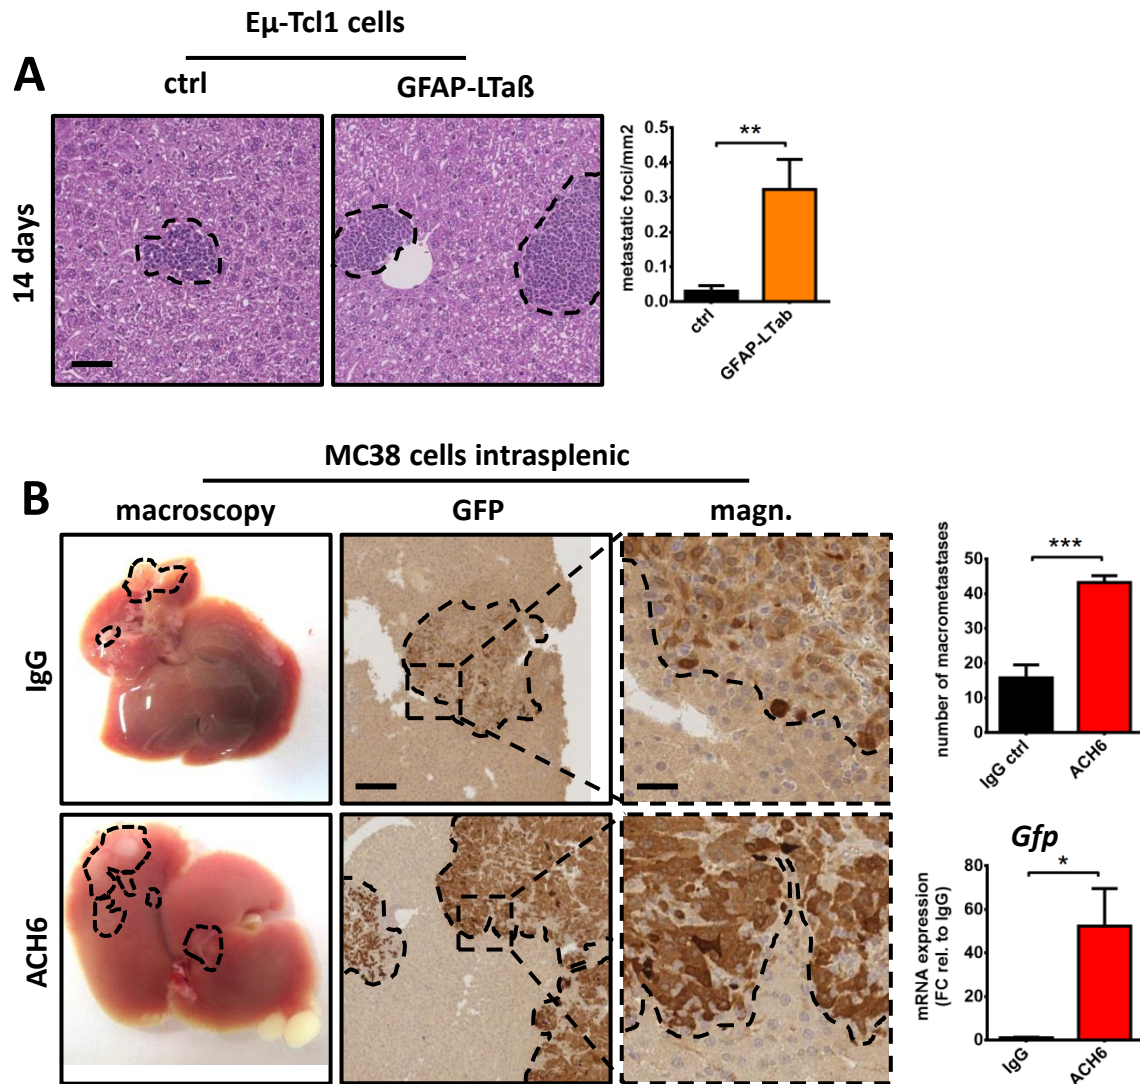 Eµ-Tcl1 cells
A
ctrl
GFAP-LTaß
14 days
metastatic foci/mm2
0.5
0.4
0.3
0.2
0.1
0.0
**
ctrl
GFAP-LTab
MC38 cells intrasplenic
B
macroscopy
GFP
magn.
IgG
ACH6
number of macrometastases
50
40
30
20
10
0
***
IgG ctrl
ACH6
Gfp
mRNA expression
(FC rel. to IgG)
80
60
40
20
0
*
IgG
ACH6